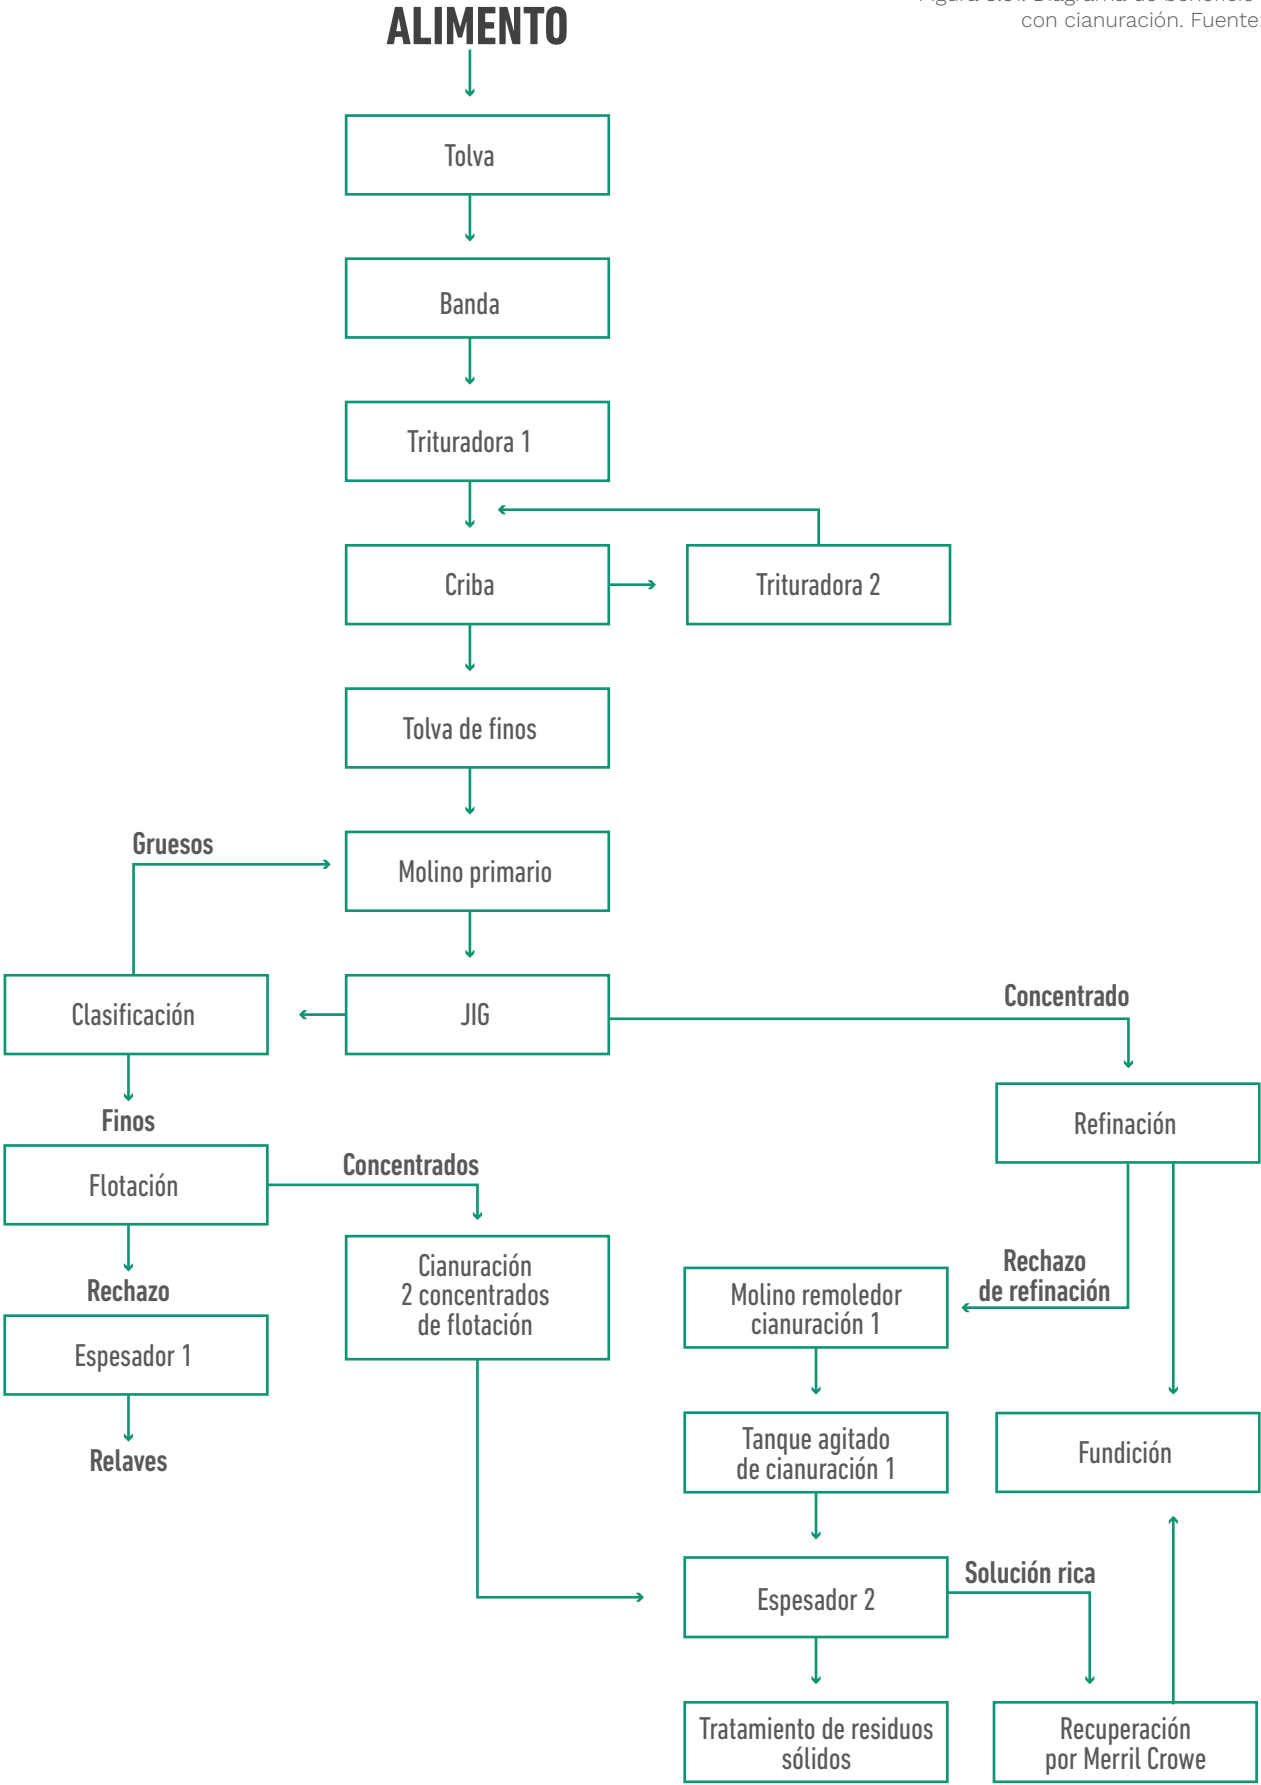 con cianuración. Fuente:
ALIMENTO
Tolva
Banda
Trituradora 1
Criba
Trituradora 2
Tolva de finos
Gruesos
Molino primario
Clasificación
JIG
Concentrado
Finos
Refinación
Flotación
Concentrados
Rechazo
Cianuración
2 concentrados
de flotación
Rechazo
de refinación
Molino remoledor
cianuración 1
Espesador 1
Relaves
Tanque agitado
de cianuración 1
Fundición
Espesador 2
Solución rica
Tratamiento de residuos
sólidos
Recuperación
por Merril Crowe